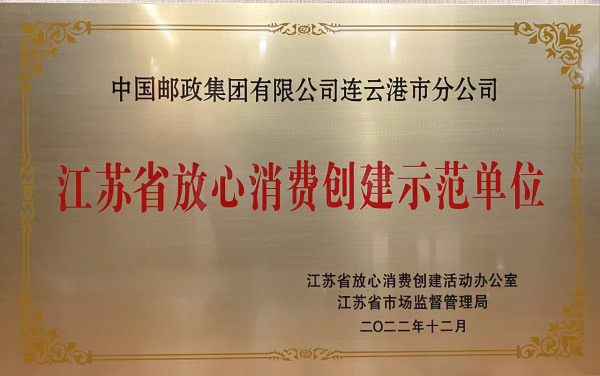 中国邮政集团有限公司连云港市分公司
江苏省放心消费创建示范单位
江苏省放心消费创建活动办公室
江苏省市场监督管理局
二〇二二年十二月